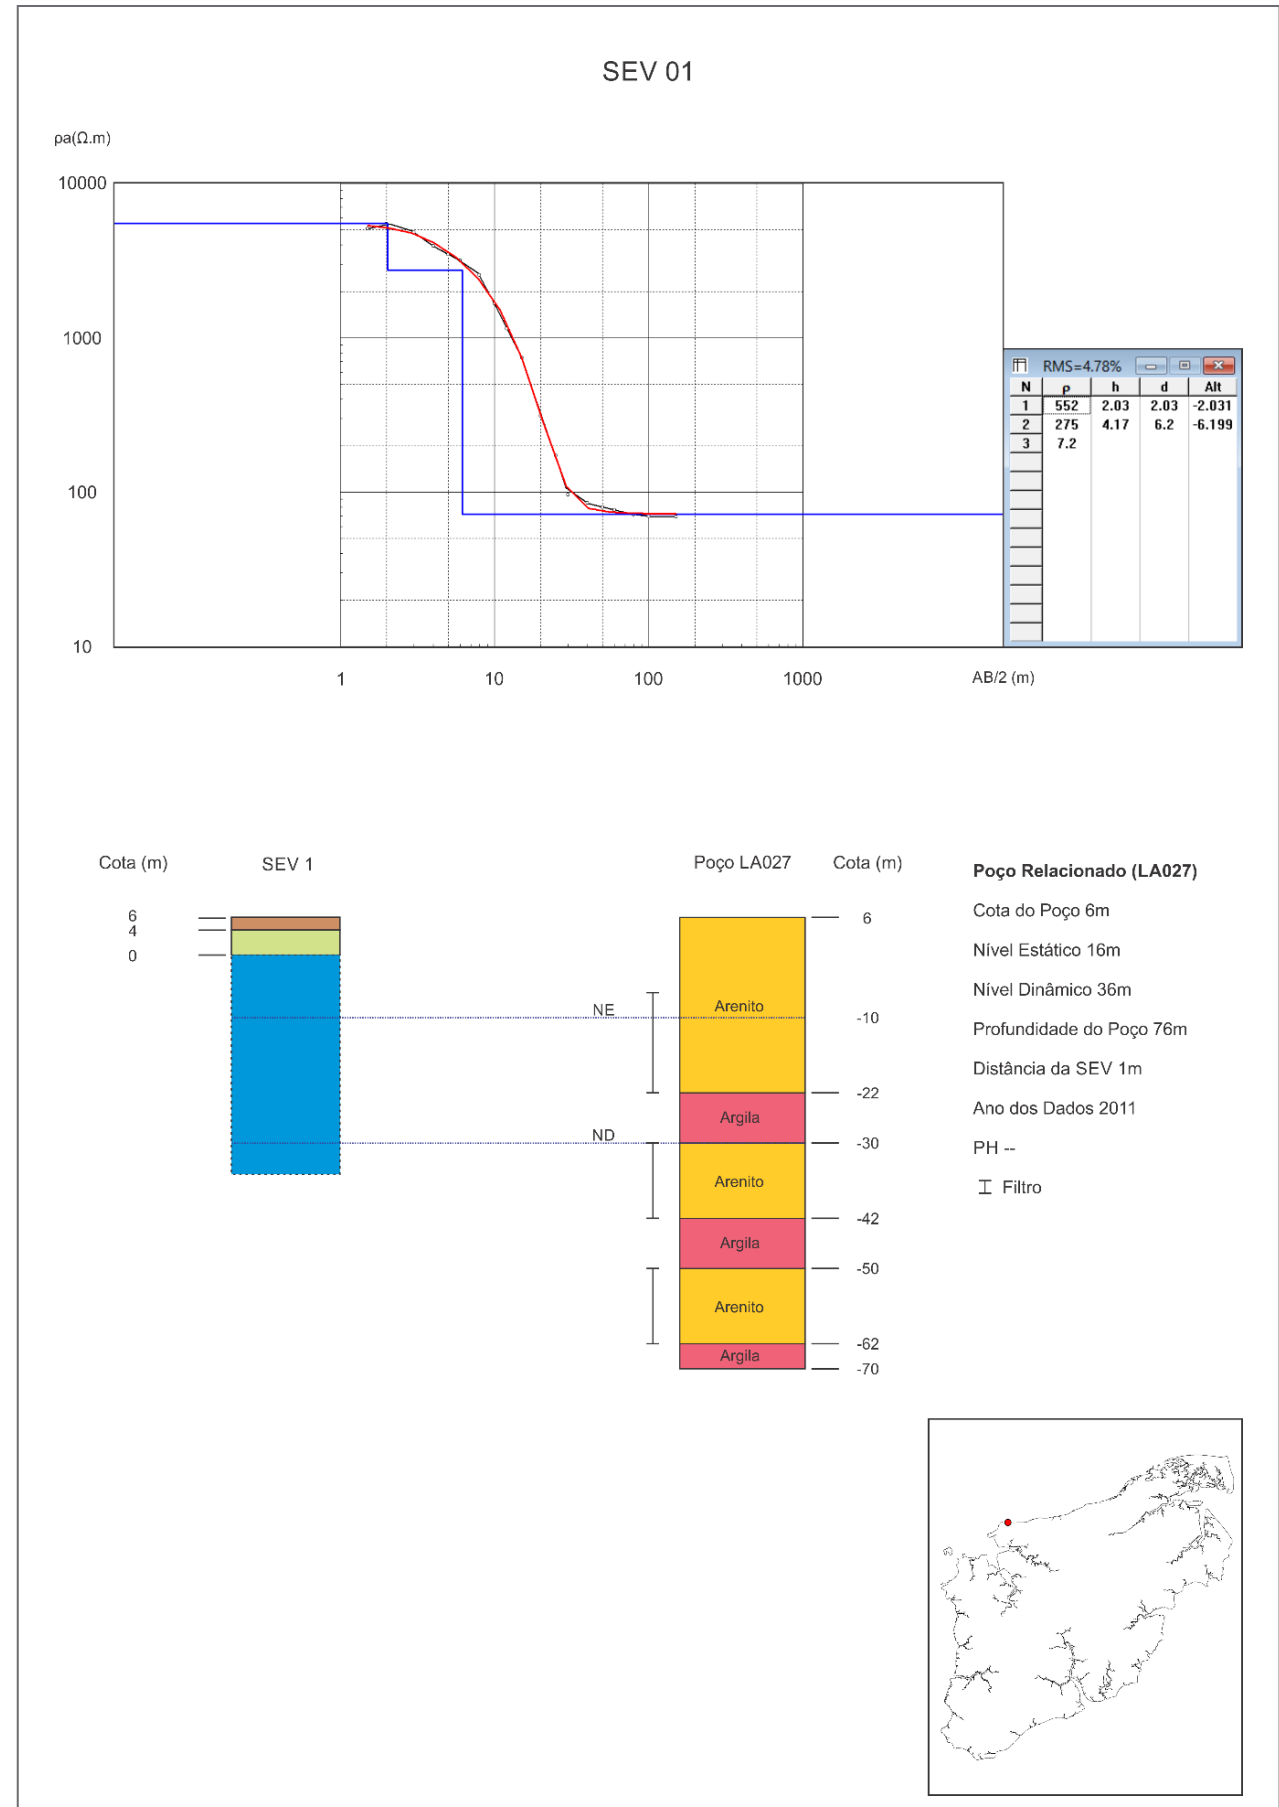 SEV 01
ρa(Ω.m)
10000
1000
100
10
1
10
100
1000
AB/2 (m)
RMS=4.78%
N ρ h d Alt
1 552 2.03 2.03 -2.031
2 275 4.17 6.2 -6.199
3 7.2
Cota (m)
SEV 1
6
4
0
NE
ND
Poço LA027
Cota (m)
Arenito
Argila
Arenito
Argila
Arenito
Argila
6
-10
-22
-30
-42
-50
-62
-70
Poço Relacionado (LA027)
Cota do Poço 6m
Nível Estático 16m
Nível Dinâmico 36m
Profundidade do Poço 76m
Distância da SEV 1m
Ano dos Dados 2011
PH --
Filtro